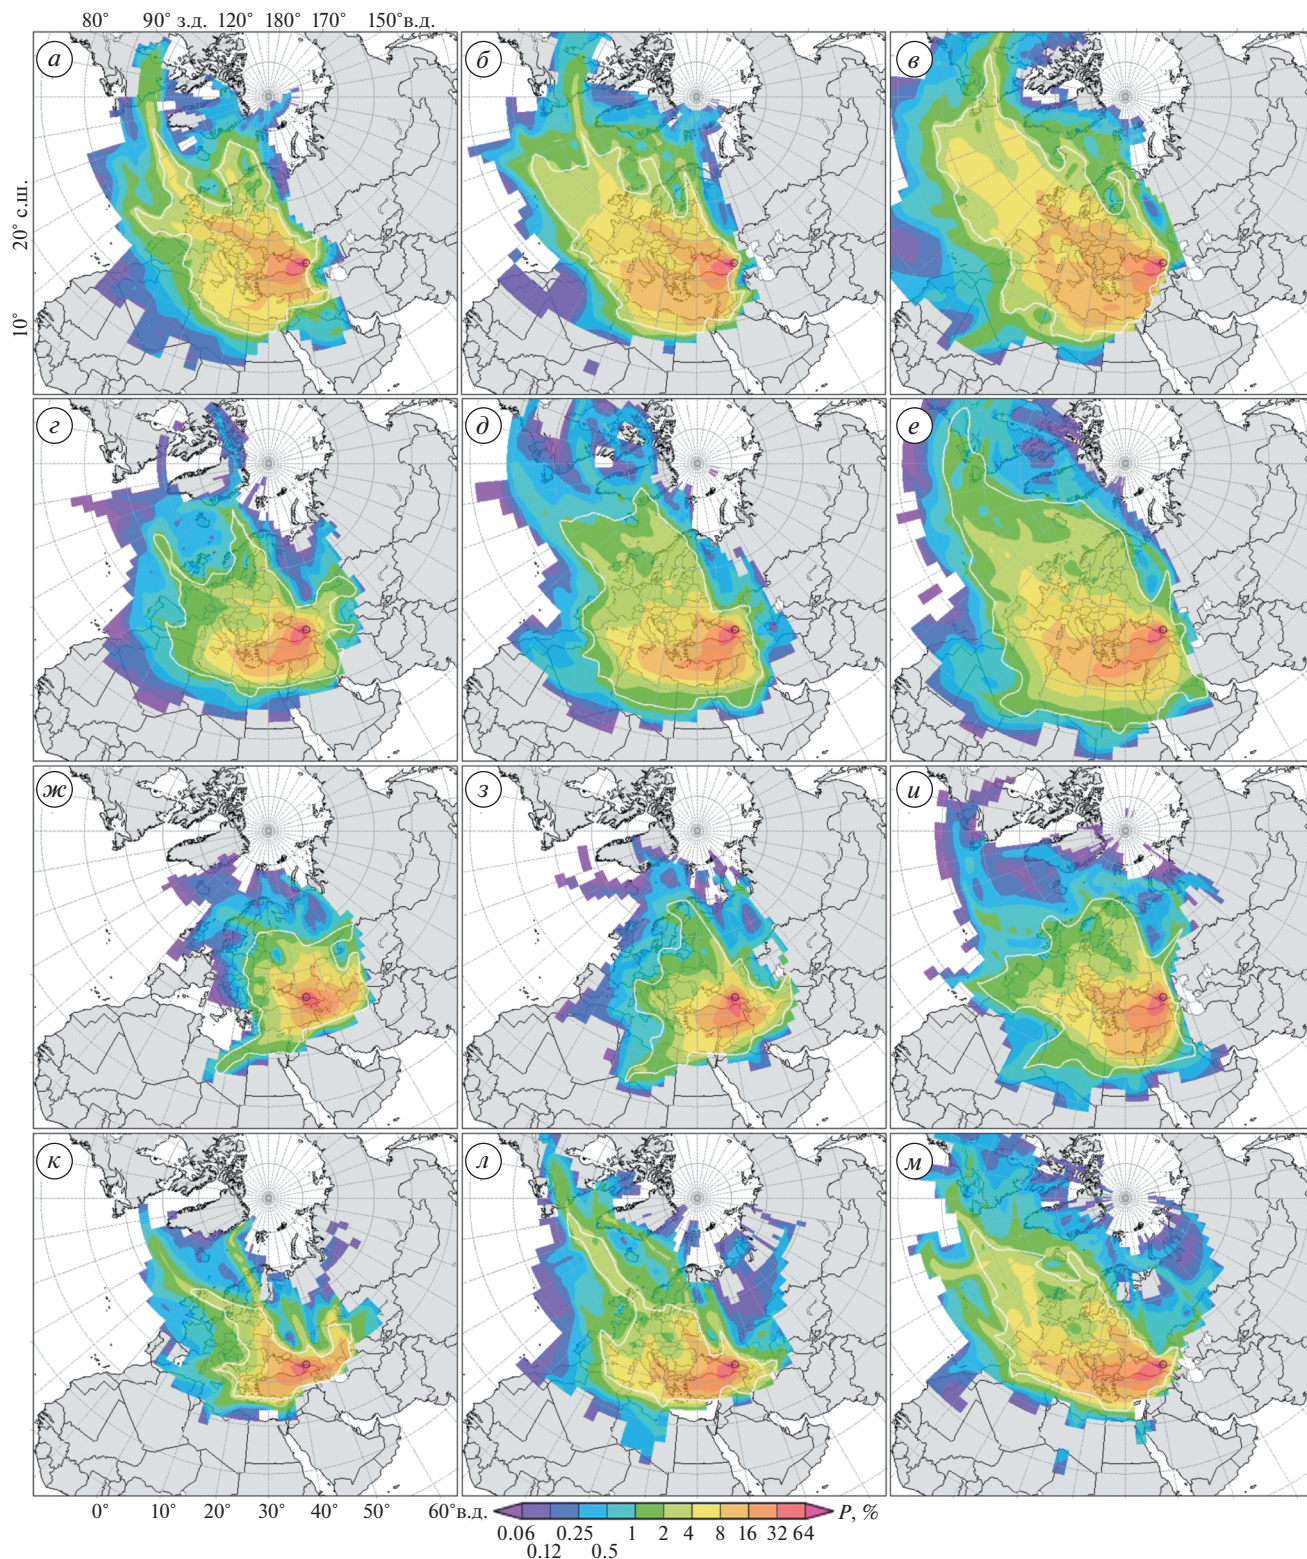 80° 90° з.д. 120° 180° 170° 150°в.д.
а
б
в
20° с.ш.
10°
г
д
е
ж
з
и
к
л
м
0° 10° 20° 30° 40° 50° 60°в.д.
P, %
0.06 0.25 1 2 4 8 16 32 64
0.12 0.5